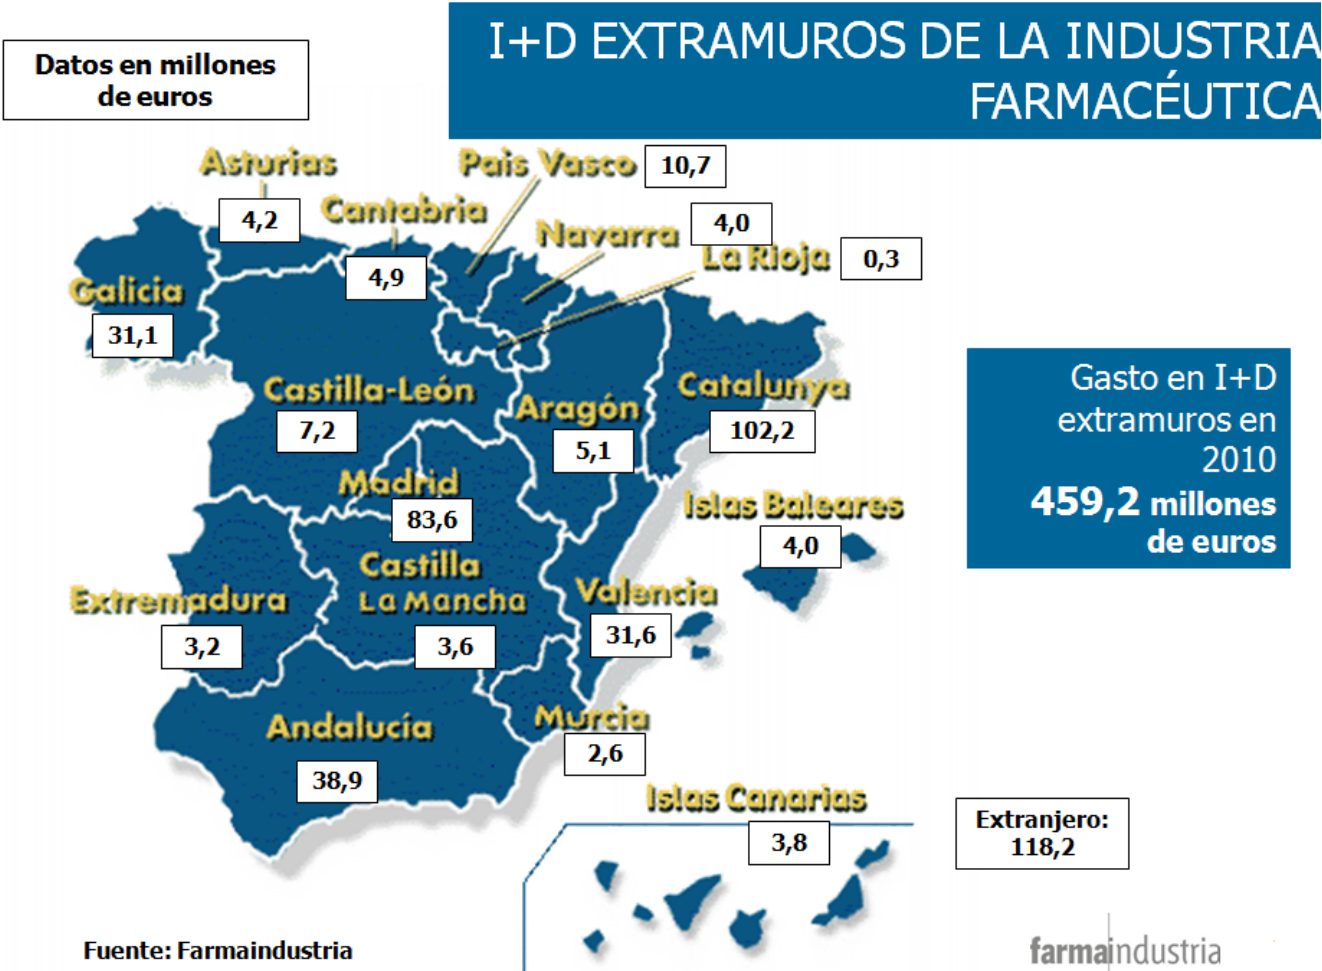 I+D EXTRAMUROS DE LA INDUSTRIA
FARMACÉUTICA
Datos en millones
de euros
Asturias
4,2
Pais Vasco
10,7
Cantabria
4,9
Navarra
4,0
La Rioja
0,3
Galicia
31,1
Castilla-León
7,2
Aragón
5,1
Catalunya
102,2
Gasto en I+D
extramuros en
2010
459,2 millones
de euros
Madrid
83,6
Islas Baleares
4,0
Castilla
La Mancha
3,6
Extremadura
3,2
Valencia
31,6
Andalucía
38,9
Murcia
2,6
Islas Canarias
3,8
Extranjero:
118,2
Fuente: Farmaindustria
farmaindustria